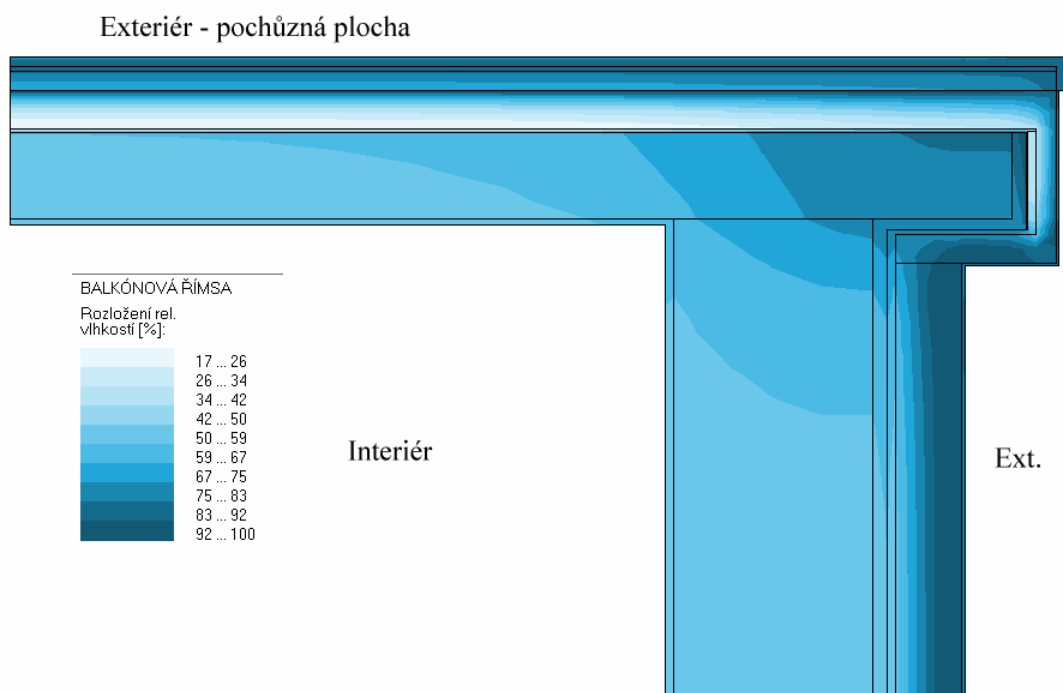 Exteriér - pochůzná plocha
BALKÓNOVÁ ŘÍMSA
Rozložení rel.
vlhkostí [%]:
17 ... 26
26 ... 34
34 ... 42
42 ... 50
50 ... 59
59 ... 67
67 ... 75
75 ... 83
83 ... 92
92 ... 100
Interiér
Ext.